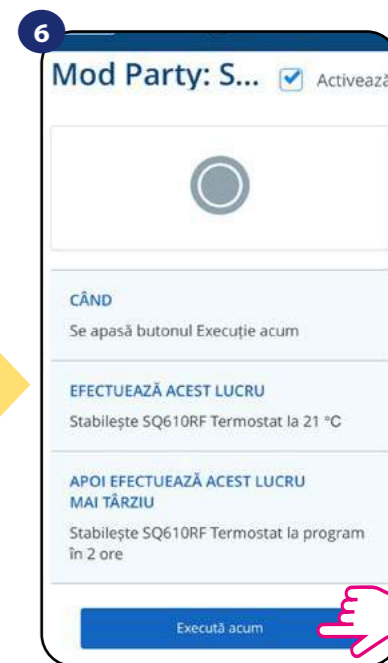 6
Mod Party: S... Activează
CÂND
Se apasă butonul Execuție acum
EFECTUEAZĂ ACEST LUCRU
Stabilește SQ610RF Termostat la 21 °C
APOI EFECTUEAZĂ ACEST LUCRU
MAI TÂRZIU
Stabilește SQ610RF Termostat la program
în 2 ore
Execută acum